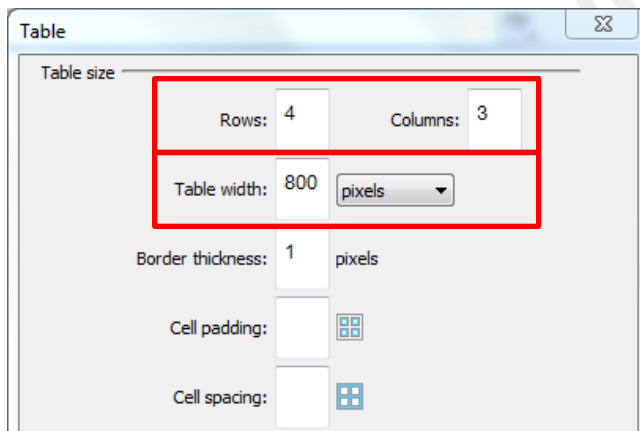 Table
Table size
Rows: 4 Columns: 3
Table width: 800 pixels
Border thickness: 1 pixels
Cell padding:
Cell spacing: